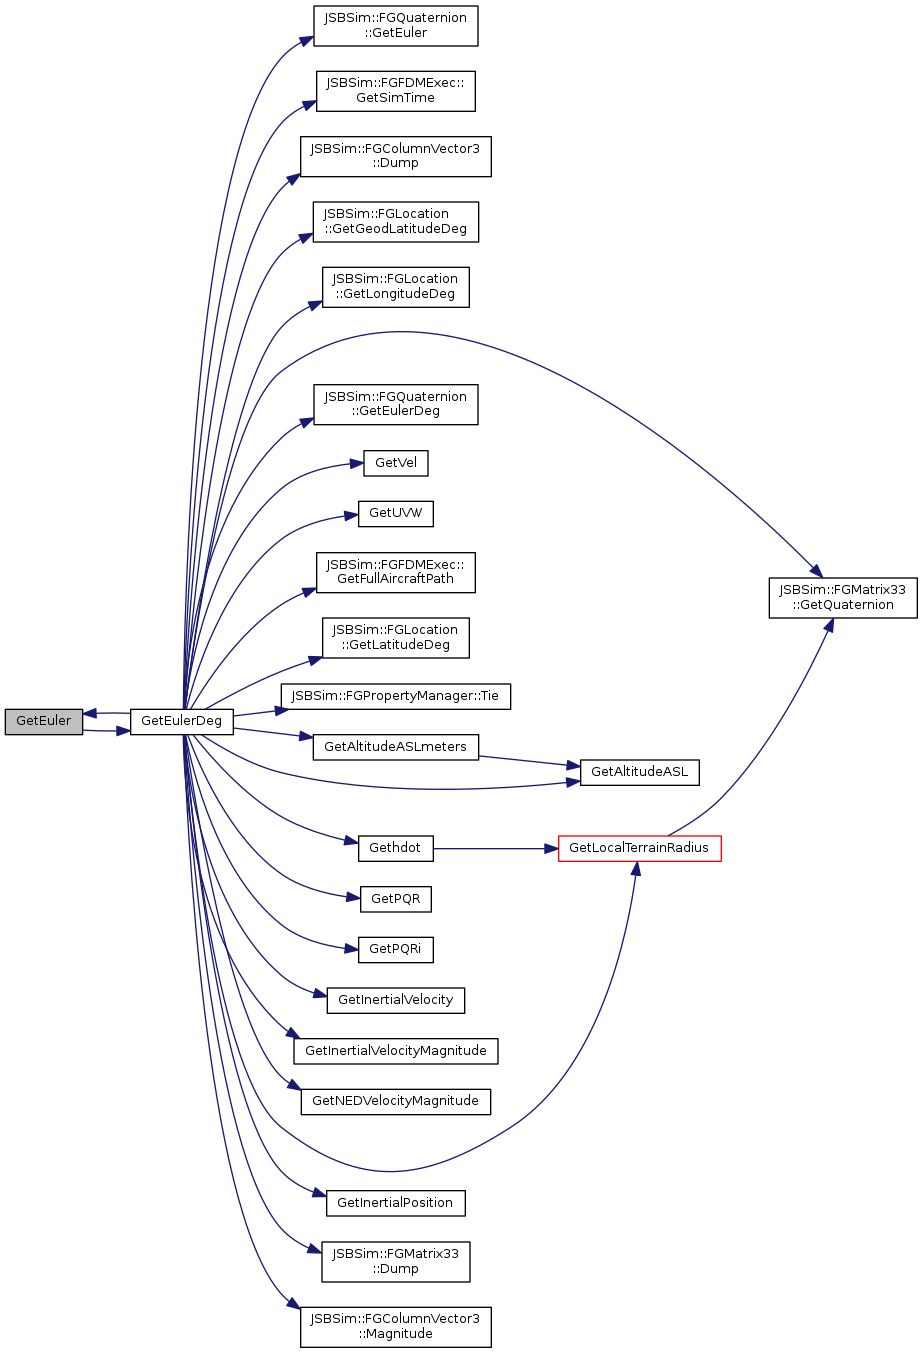 JSBSim::FGQuaternion
::GetEuler
JSBSim::FGFDMExec::
GetSimTime
JSBSim::FGColumnVector3
::Dump
JSBSim::FGLocation
::GetGeodLatitudeDeg
JSBSim::FGLocation
::GetLongitudeDeg
JSBSim::FGQuaternion
::GetEulerDeg
GetVel
GetUVW
JSBSim::FGFDMExec::
GetFullAircraftPath
JSBSim::FGMatrix33
::GetQuaternion
JSBSim::FGLocation
::GetLatitudeDeg
JSBSim::FGPropertyManager::Tie
GetEuler
GetEulerDeg
GetAltitudeASLmeters
GetAltitudeASL
Gethdot
GetLocalTerrainRadius
GetPQR
GetPQRi
GetInertialVelocity
GetInertialVelocityMagnitude
GetNEDVelocityMagnitude
GetInertialPosition
JSBSim::FGMatrix33
::Dump
JSBSim::FGColumnVector3
::Magnitude